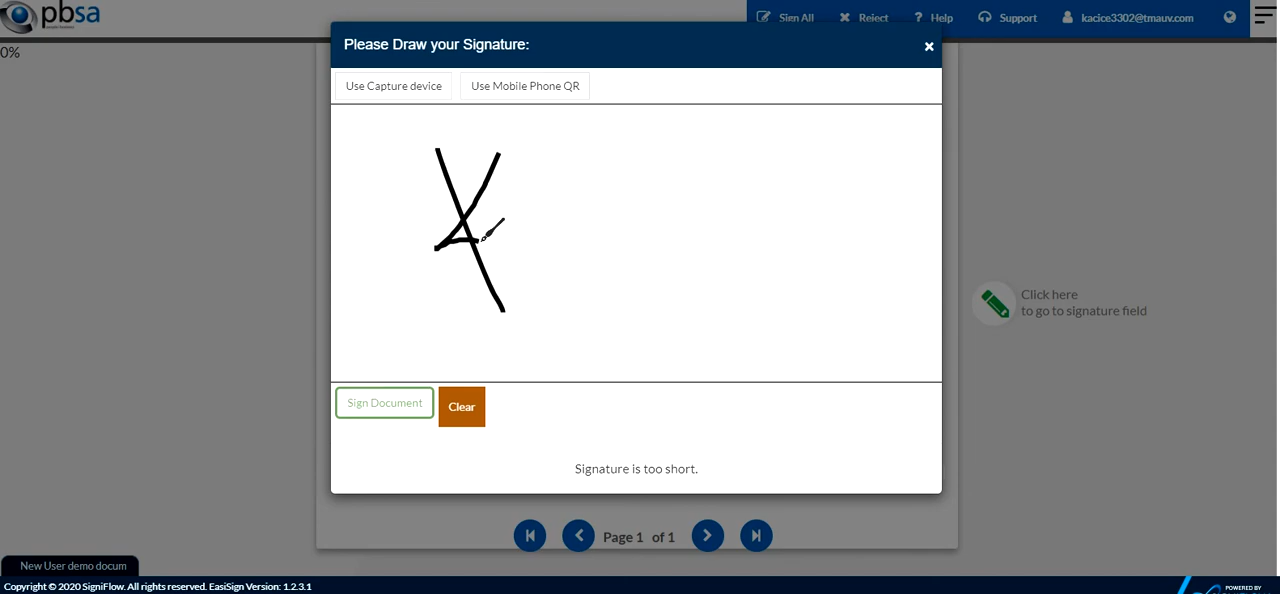 pbsa
Sign All
Reject
? Help
Support
kacice3302@tmauv.com
0%
Please Draw your Signature:
×
Use Capture device
Use Mobile Phone QR
Click here
to go to signature field
Sign Document
Clear
Signature is too short.
Page 1 of 1
New User demo docum
Copyright © 2020 SigniFlow. All rights reserved. EasiSign Version: 1.2.3.1
POWERED BY